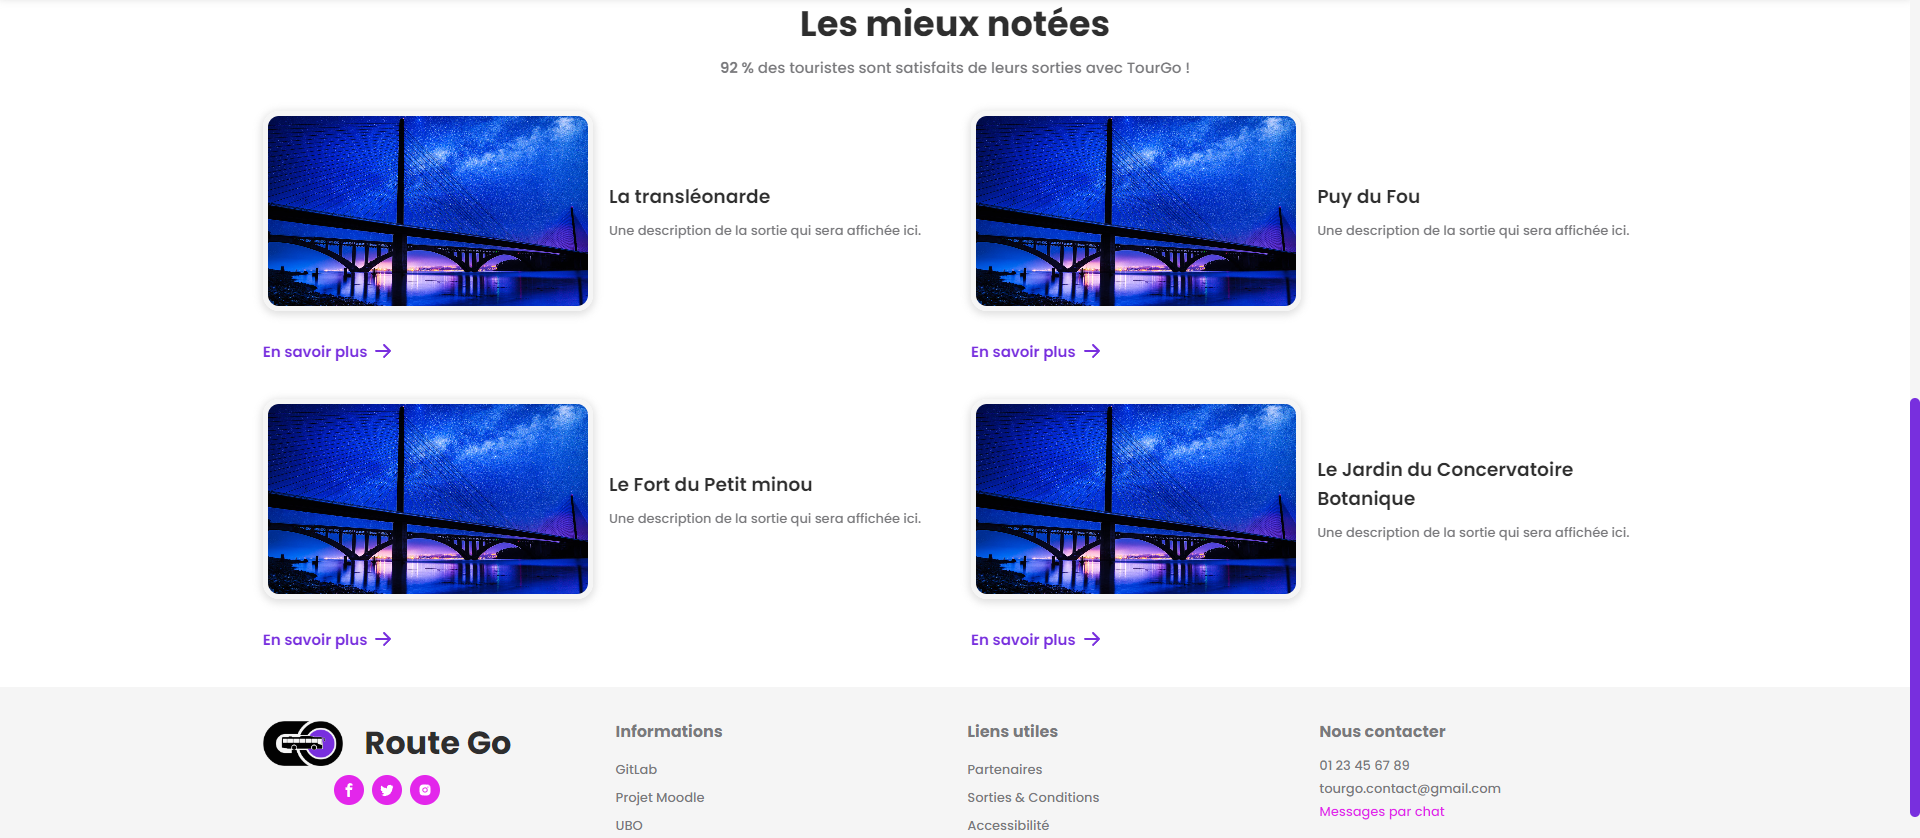 Les mieux notées
92 % des touristes sont satisfaits de leurs sorties avec TourGo !
La transléonarde
Une description de la sortie qui sera affichée ici.
En savoir plus
Puy du Fou
Une description de la sortie qui sera affichée ici.
En savoir plus
Le Fort du Petit minou
Une description de la sortie qui sera affichée ici.
En savoir plus
Le Jardin du Concervatoire
Botanique
Une description de la sortie qui sera affichée ici.
En savoir plus
Route Go
Informations
GitLab
Projet Moodle
UBO
Liens utiles
Partenaires
Sorties & Conditions
Accessibilité
Nous contacter
01 23 45 67 89
tourgo.contact@gmail.com
Messages par chat